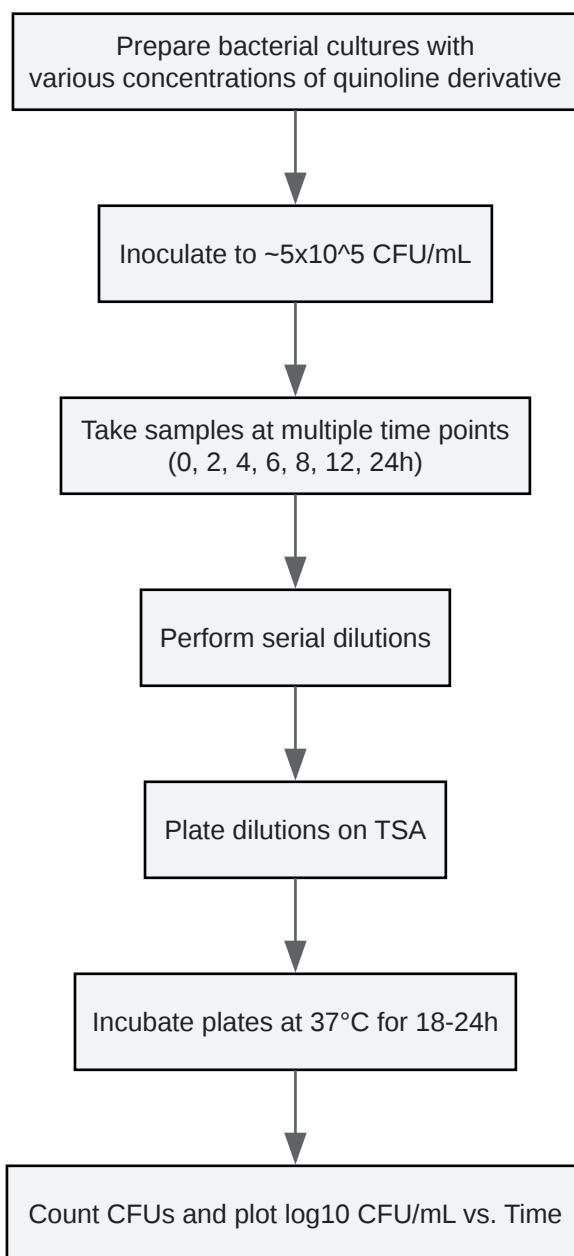 Prepare bacterial cultures with
various concentrations of quinoline derivative
Inoculate to ~5x10^5 CFU/mL
Take samples at multiple time points
(0, 2, 4, 6, 8, 12, 24h)
Perform serial dilutions
Plate dilutions on TSA
Incubate plates at 37°C for 18-24h
Count CFUs and plot log10 CFU/mL vs. Time